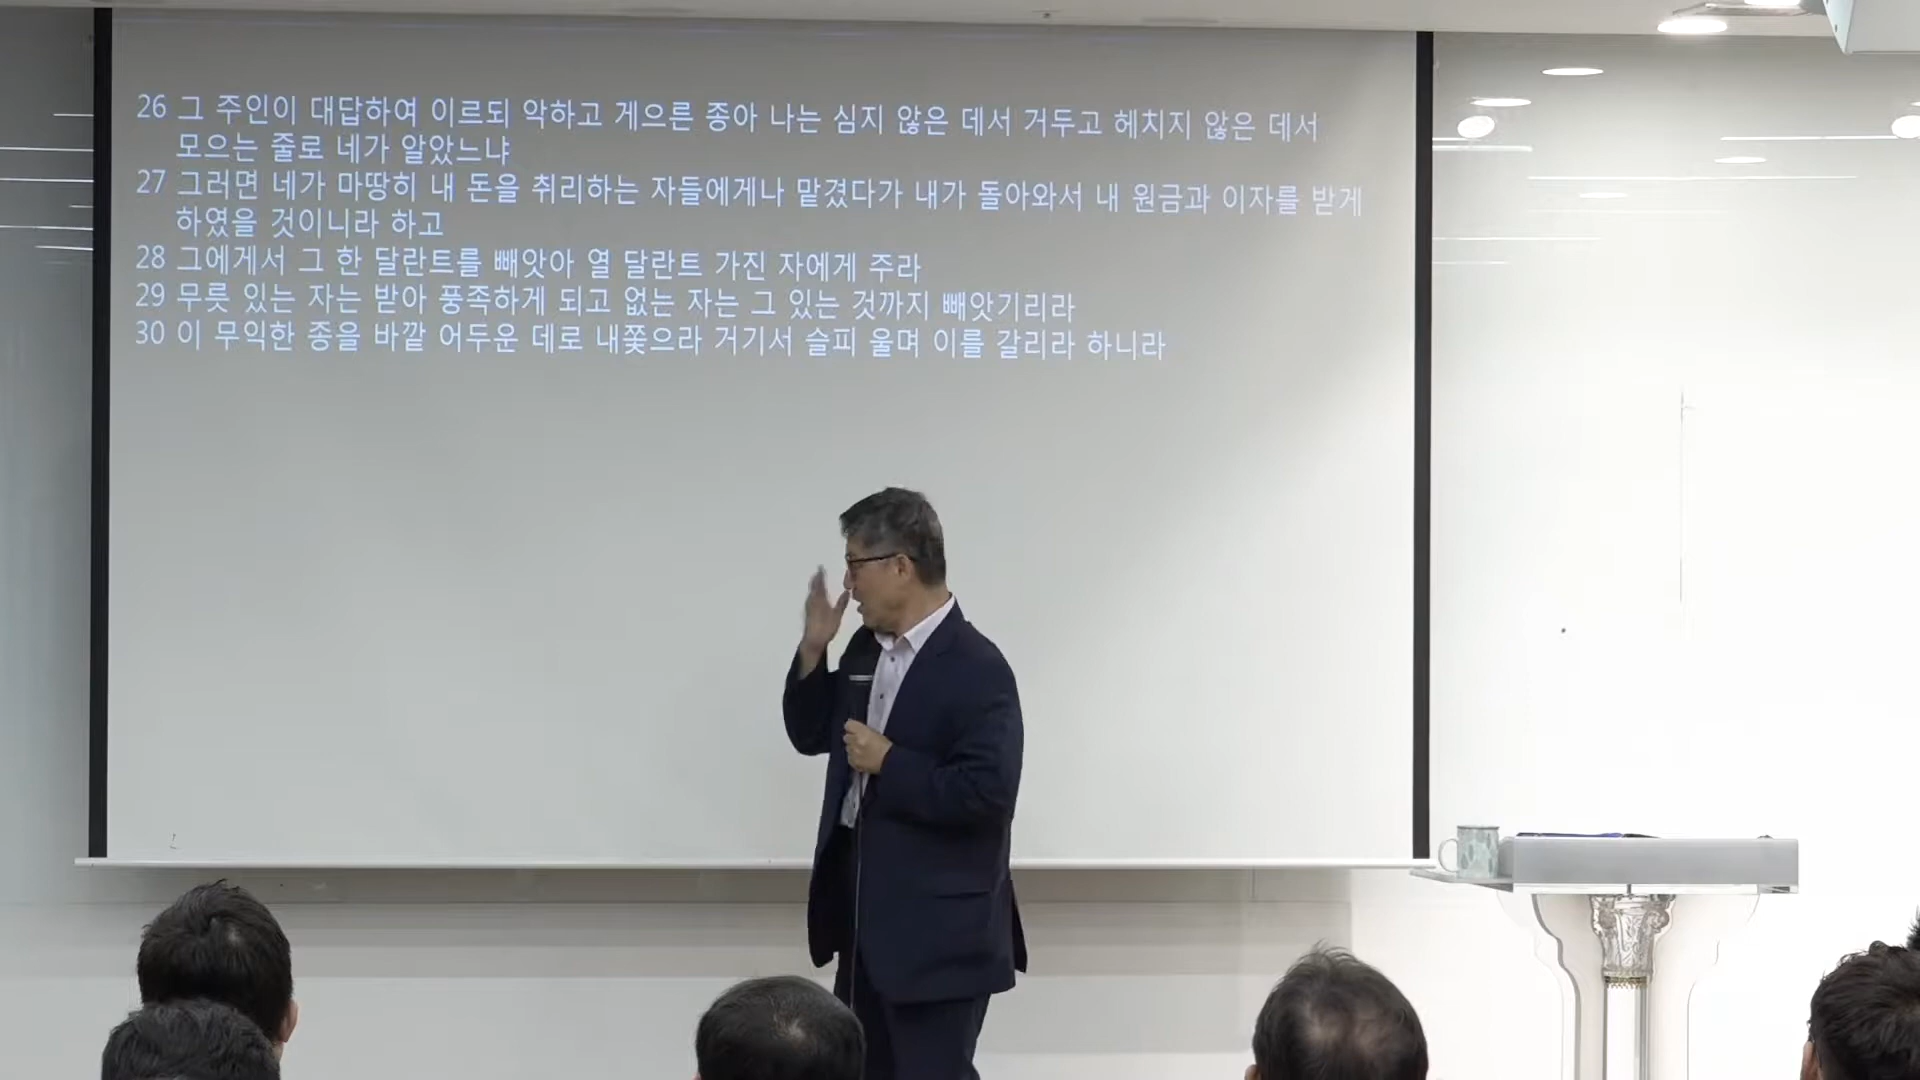 26 그 주인이 대답하여 이르되 악하고 게으른 종아 나는 심지 않은 데서 거두고 헤치지 않은 데서
모으는 줄로 네가 알았느냐
27 그러면 네가 마땅히 내 돈을 취리하는 자들에게나 맡겼다가 내가 돌아와서 내 원금과 이자를 받게
하였을 것이니라 하고
28 그에게서 그 한 달란트를 빼앗아 열 달란트 가진 자에게 주라
29 무릇 있는 자는 받아 풍족하게 되고 없는 자는 그 있는 것까지 빼앗기리라
30 이 무익한 종을 바깥 어두운 데로 내쫓으라 거기서 슬피 울며 이를 갈리라 하니라